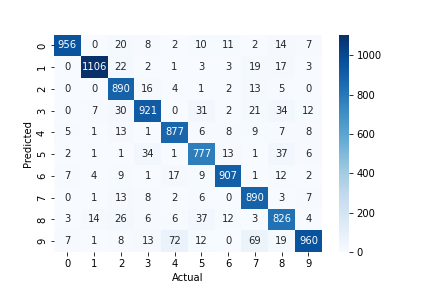 0 956 0 20 8 2 10 11 2 14 7
1 0 1106 22 2 1 3 3 19 17 3
2 0 0 890 16 4 1 2 13 5 0
3 0 7 30 921 0 31 2 21 34 12
4 5 1 13 1 877 6 8 9 7 8
5 2 1 1 34 1 777 13 1 37 6
6 7 4 9 1 17 9 907 1 12 2
7 0 1 13 8 2 6 0 890 3 7
8 3 14 26 6 6 37 12 3 826 4
9 7 1 8 13 72 12 0 69 19 960
0 1 2 3 4 5 6 7 8 9
Actual
Predicted
1000
800
600
400
200
0